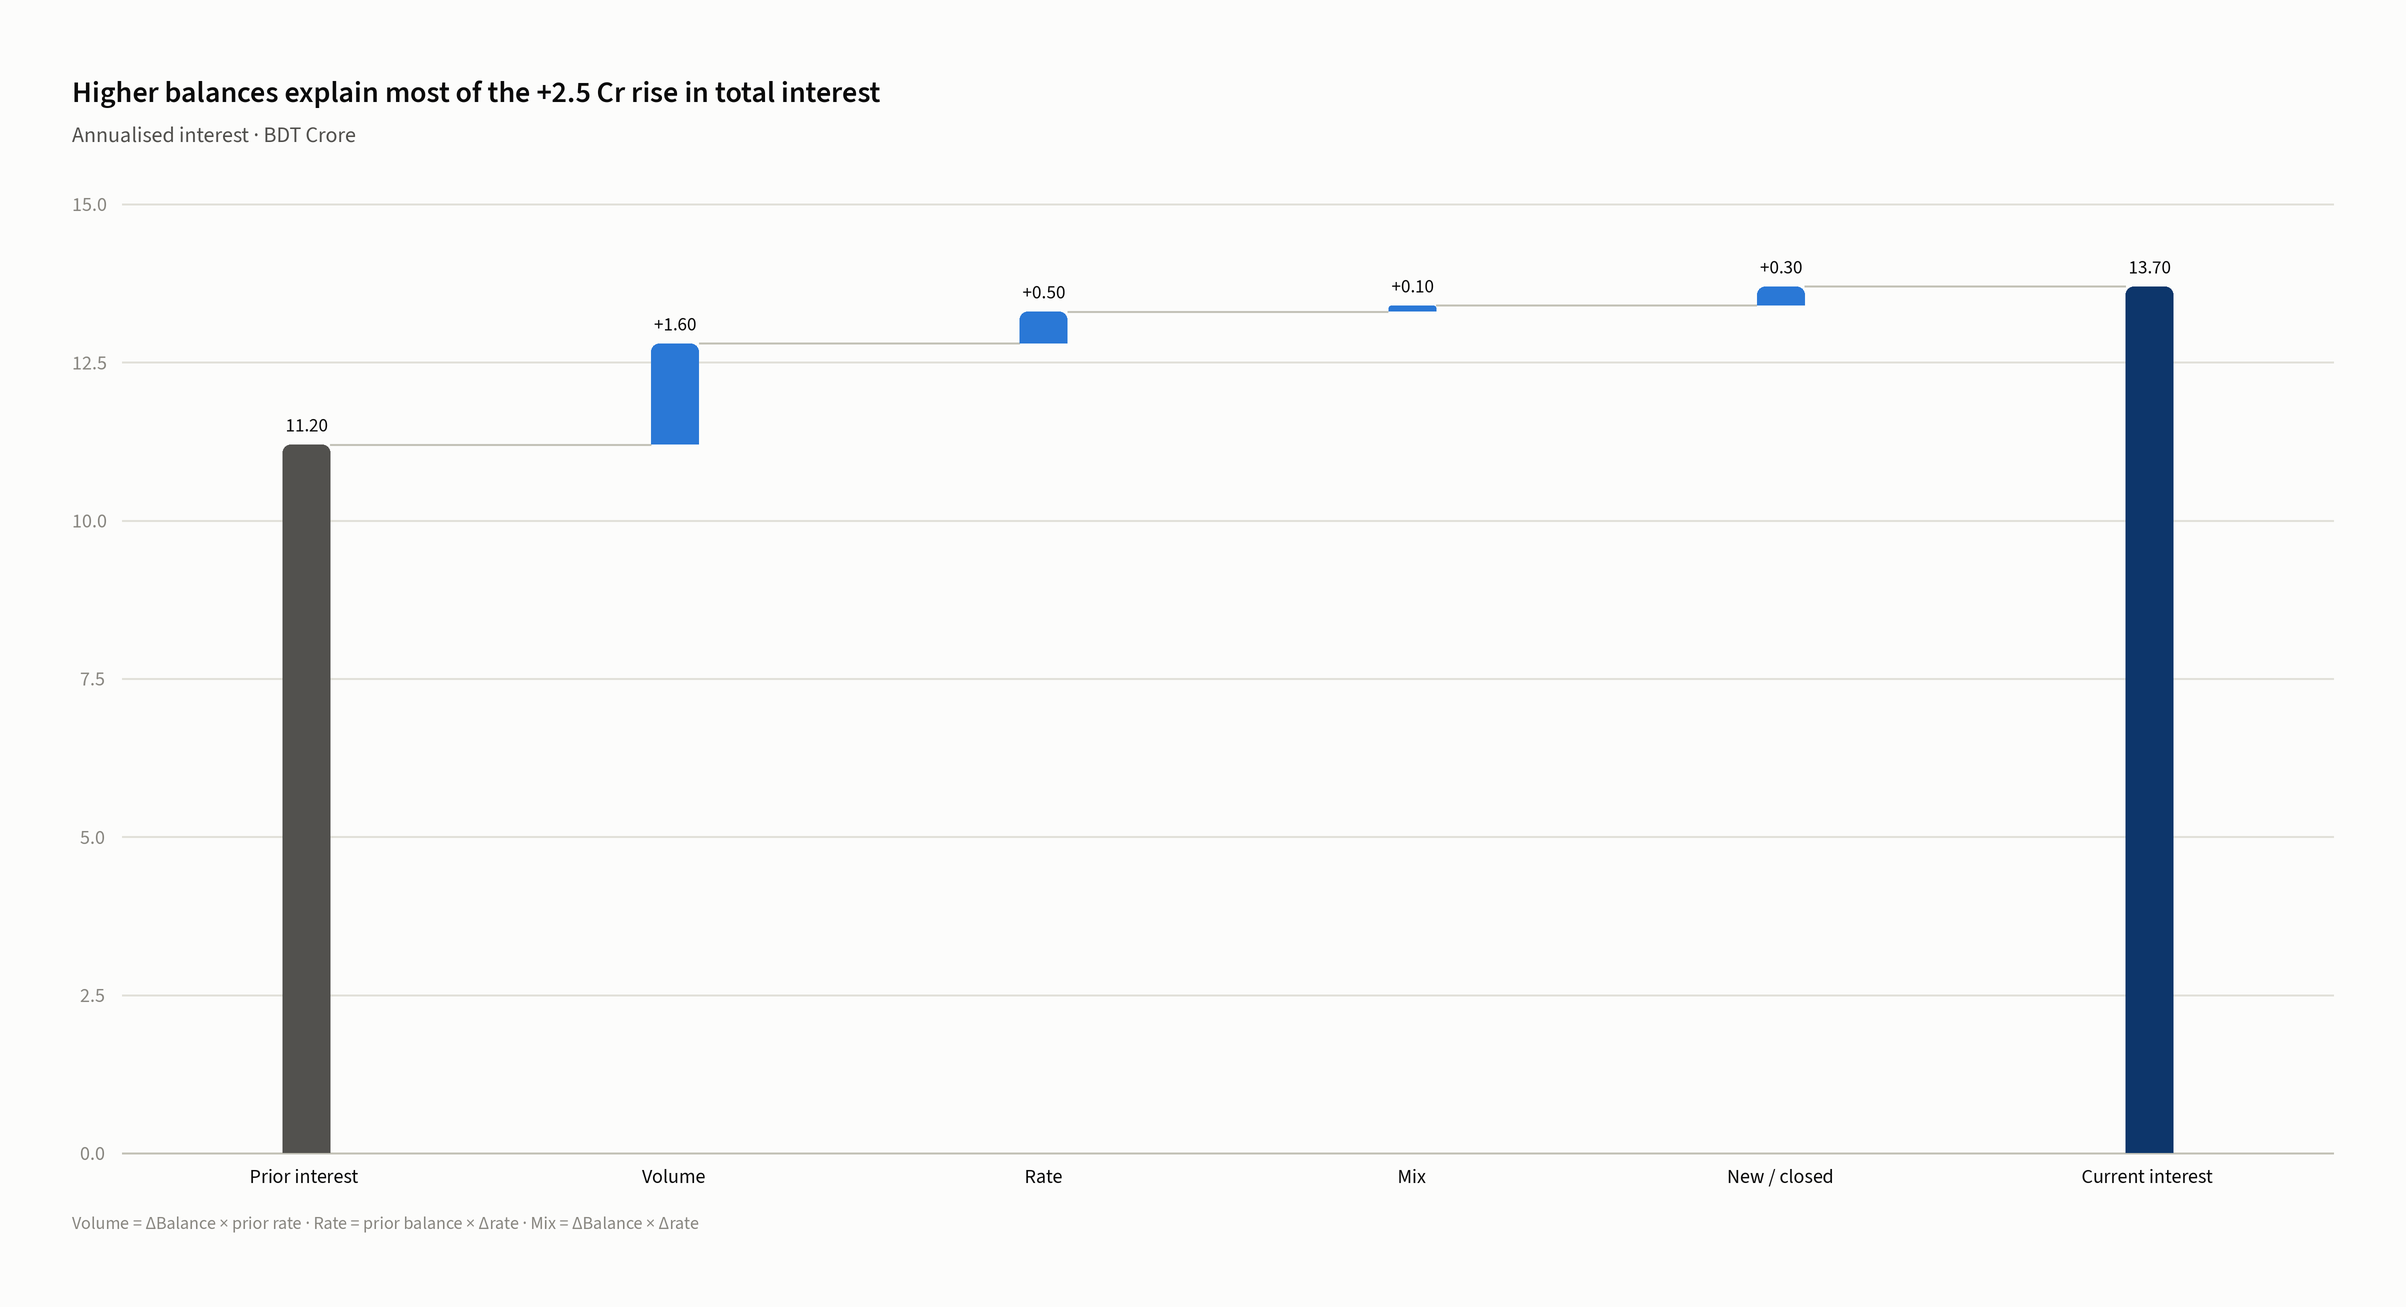 Higher balances explain most of the +2.5 Cr rise in total interest
Annualised interest · BDT Crore
15.0
12.5
10.0
7.5
5.0
2.5
0.0
11.20
+1.60
+0.50
+0.10
+0.30
13.70
Prior interest
Volume
Rate
Mix
New / closed
Current interest
Volume = ΔBalance × prior rate · Rate = prior balance × Δrate · Mix = ΔBalance × Δrate